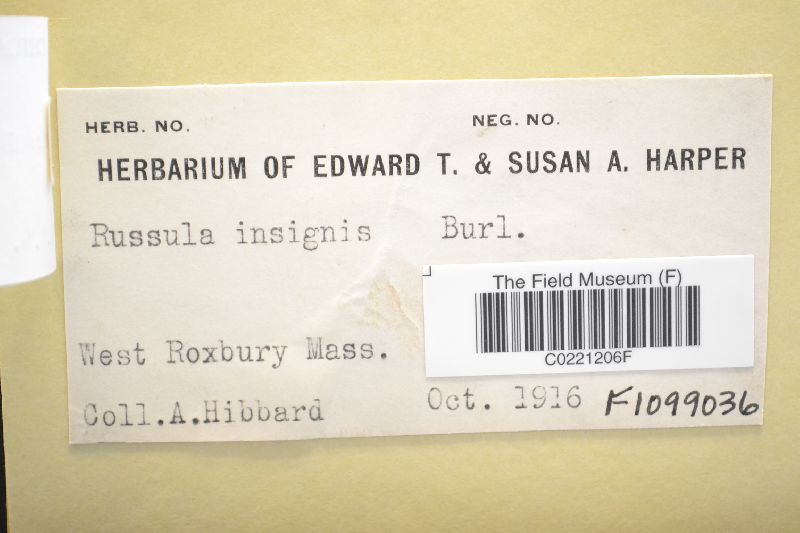 HERB. NO. NEG. NO.
HERBARIUM OF EDWARD T. & SUSAN A. HARPER
Russula insignis Burl.
The Field Museum (F)
C0221206F
West Roxbury Mass.
Coll.A.Hibbard Oct. 1916 F1099036